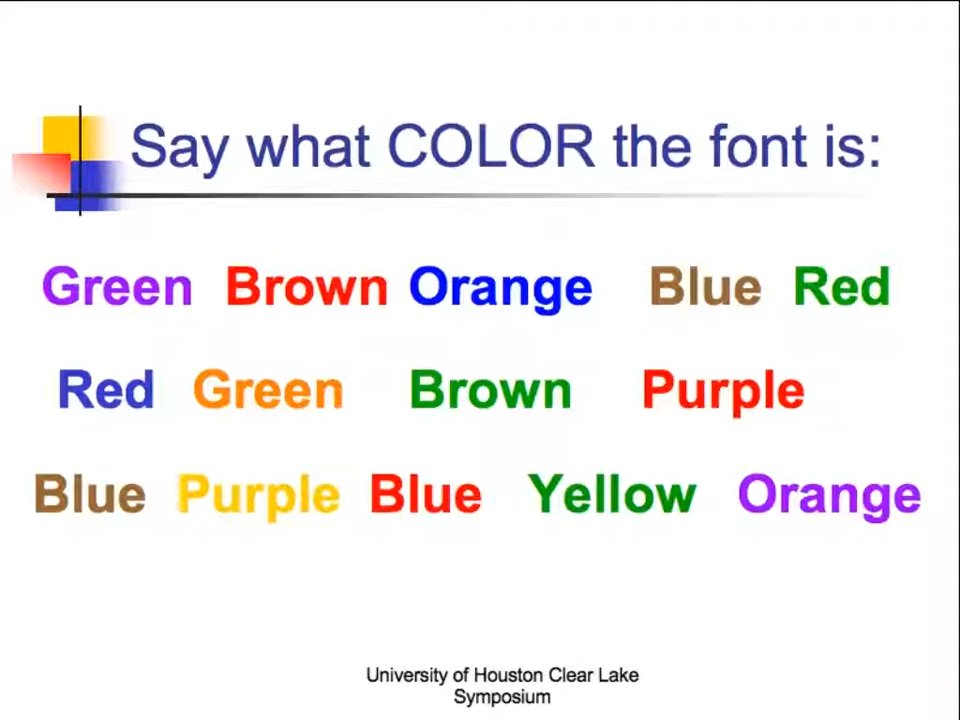 Say what COLOR the font is:
Green Brown Orange Blue Red
Red Green Brown Purple
Blue Purple Blue Yellow Orange
University of Houston Clear Lake
Symposium